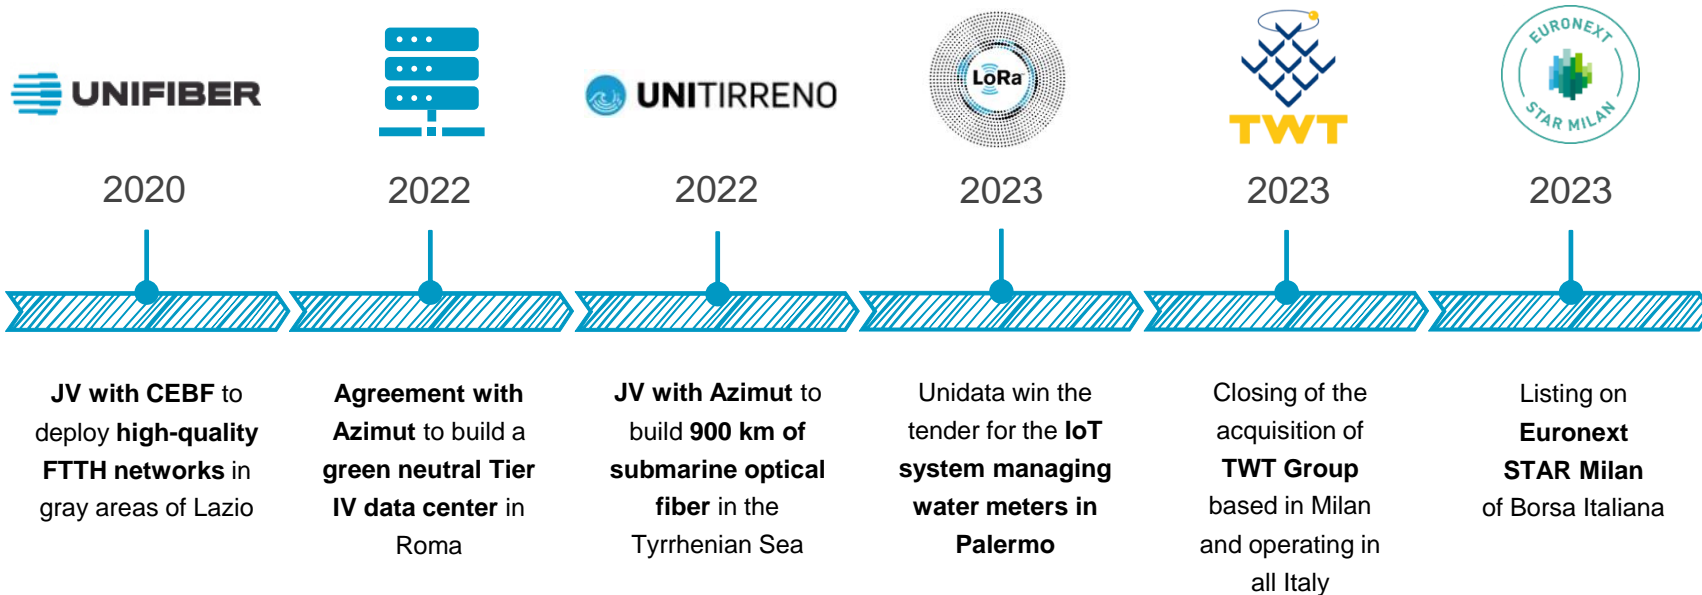 UNIFIBER
2020
JV with CEBF to
deploy high-quality
FTTH networks in
gray areas of Lazio
2022
Agreement with
Azimut to build a
green neutral Tier
IV data center in
Roma
UNITIRRENO
2022
JV with Azimut to
build 900 km of
submarine optical
fiber in the
Tyrrhenian Sea
LoRa
2023
Unidata win the
tender for the IoT
system managing
water meters in
Palermo
TWT
2023
Closing of the
acquisition of
TWT Group
based in Milan
and operating in
all Italy
EURONEXT
STAR MILAN
2023
Listing on
Euronext
STAR Milan
of Borsa Italiana